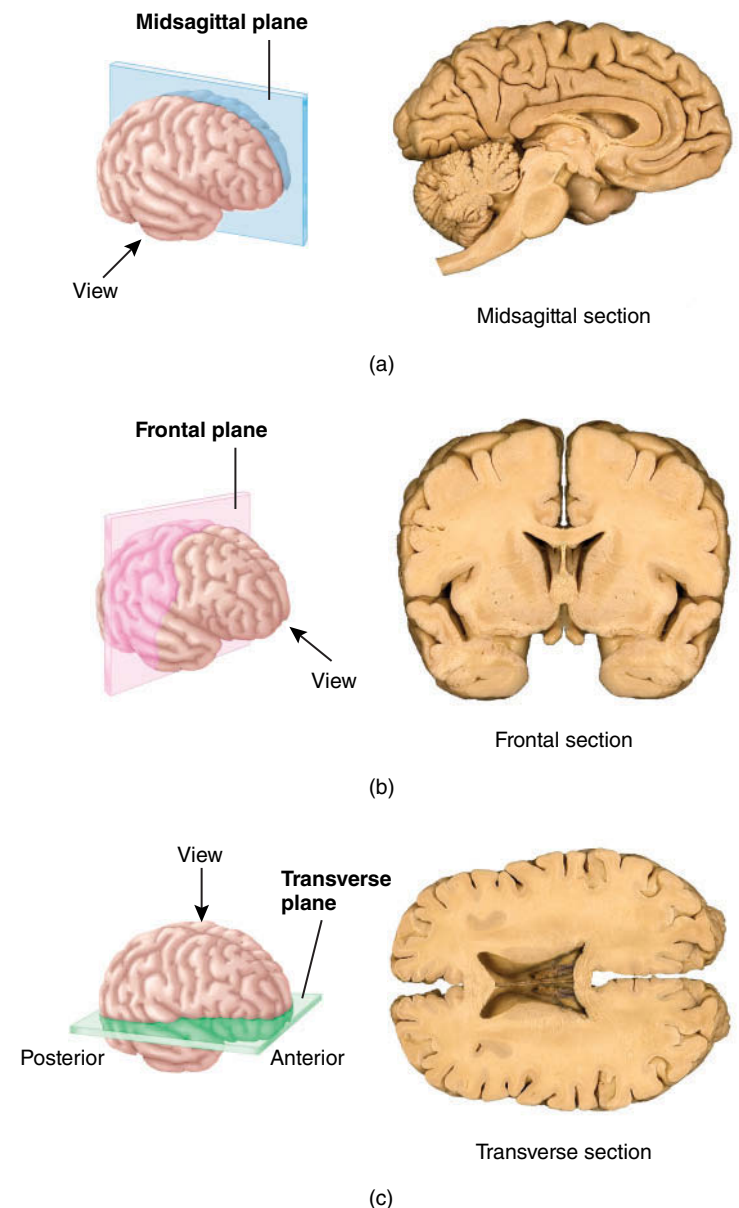 Midsagittal plane
View
Midsagittal section
(a)
Frontal plane
View
Frontal section
(b)
View
Transverse
plane
Posterior
Anterior
Transverse section
(c)